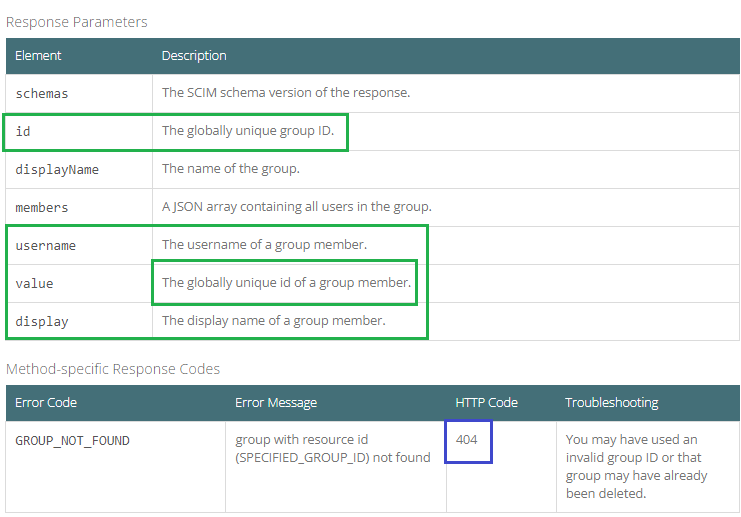 Response Parameters
Element Description
schemas The SCIM schema version of the response.
id The globally unique group ID.
displayName The name of the group.
members A JSON array containing all users in the group.
username The username of a group member.
value The globally unique id of a group member.
display The display name of a group member.
Method-specific Response Codes
Error Code Error Message HTTP Code Troubleshooting
GROUP_NOT_FOUND group with resource id 404 You may have used an
(SPECIFIED_GROUP_ID) not found invalid group ID or that
group may have already
been deleted.